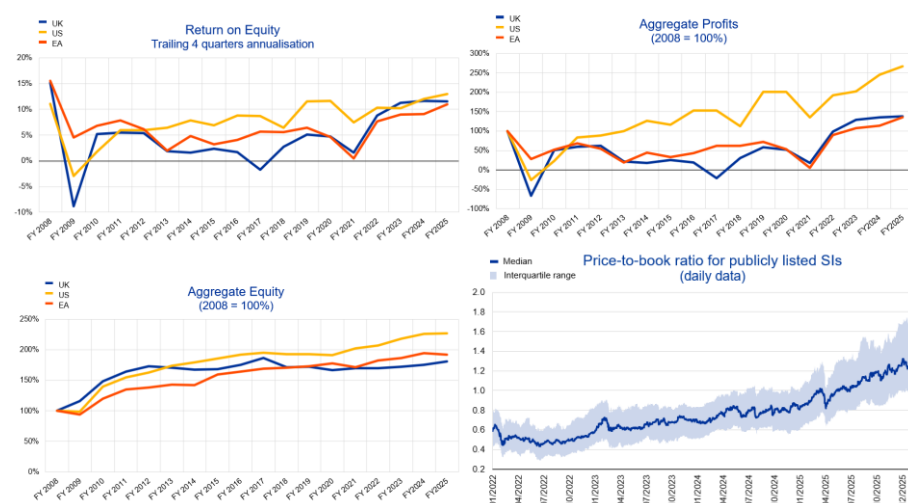 UK
US
EA
Return on Equity
Trailing 4 quarters annualisation
20%
15%
10%
5%
0%
-5%
-10%
FY 2008
FY 2009
FY 2010
FY 2011
FY 2012
FY 2013
FY 2014
FY 2015
FY 2016
FY 2017
FY 2018
FY 2019
FY 2020
FY 2021
FY 2022
FY 2023
FY 2024
FY2025
UK
US
EA
Aggregate Profits
(2008 = 100%)
300%
250%
200%
150%
100%
50%
0%
-50%
-100%
FY 2008
FY 2009
FY 2010
FY 2011
FY 2012
FY 2013
FY 2014
FY 2015
FY 2016
FY 2017
FY 2018
FY 2019
FY 2020
FY 2021
FY 2022
FY 2023
FY 2024
FY2025
UK
US
EA
Aggregate Equity
(2008 = 100%)
250%
200%
150%
100%
50%
0%
FY 2008
FY 2009
FY 2010
FY 2011
FY 2012
FY 2013
FY 2014
FY 2015
FY 2016
FY 2017
FY 2018
FY 2019
FY 2020
FY 2021
FY 2022
FY 2023
FY 2024
FY2025
Median
Interquartile range
Price-to-book ratio for publicly listed SIs
(daily data)
2.0
1.8
1.6
1.4
1.2
1.0
0.8
0.6
0.4
0.2